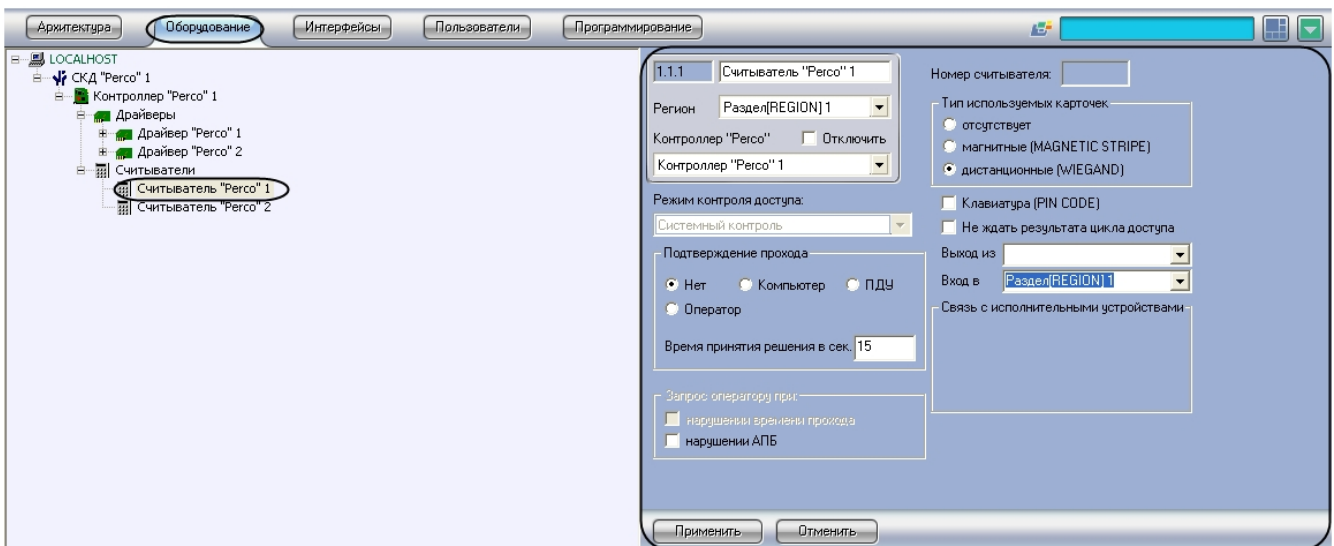 Архитектура Оборудование Интерфейсы Пользователи Программирование
LOCALHOST
СКД "Perco" 1
Контроллер "Perco" 1
Драйверы
Драйвер "Perco" 1
Драйвер "Perco" 2
Считыватели
Считыватель "Perco" 1
Считыватель "Perco" 2
1.1.1 Считыватель "Perco" 1
Регион Раздел[REGION] 1
Контроллер "Perco" Отключить
Контроллер "Perco" 1
Режим контроля доступа:
Системный контроль
Подтверждение прохода
Нет Компьютер ПДУ
Оператор
Время принятия решения в сек. 15
Запрос оператору при:
нарушении времени прохода
нарушении АПБ
Номер считывателя:
Тип используемых карточек
отсутствует
магнитные (MAGNETIC STRIPE)
дистанционные (WIEGAND)
Клавиатура (PIN CODE)
Не ждать результата цикла доступа
Выход из
Вход в Раздел[REGION] 1
Связь с исполнительными устройствами
Применить Отменить